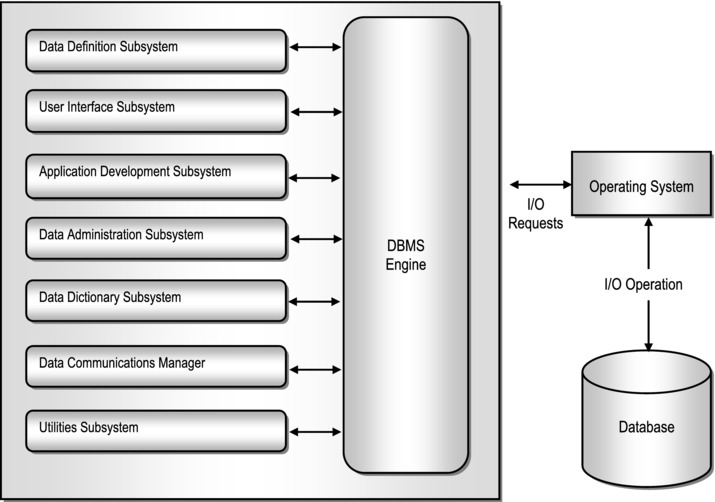 Data Definition Subsystem
User Interface Subsystem
Application Development Subsystem
Data Administration Subsystem
Data Dictionary Subsystem
Data Communications Manager
Utilities Subsystem
DBMS
Engine
I/O
Requests
Operating System
I/O Operation
Database